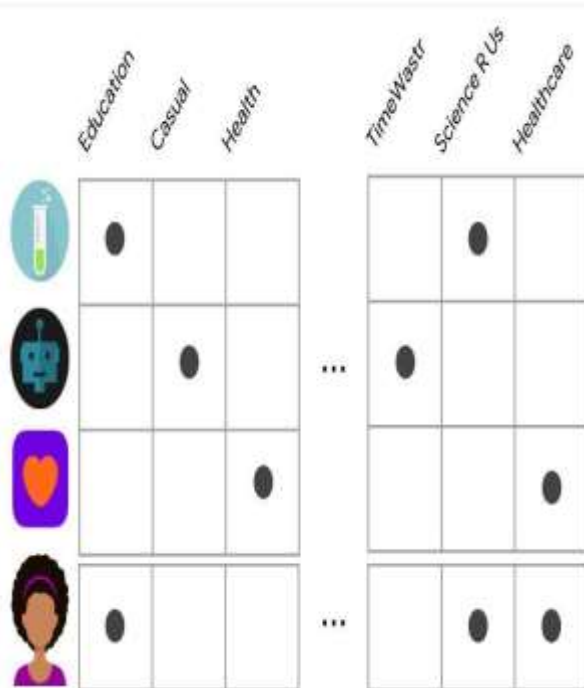 Education
Casual
Health
TimeWastr
Science R Us
Healthcare
...
...